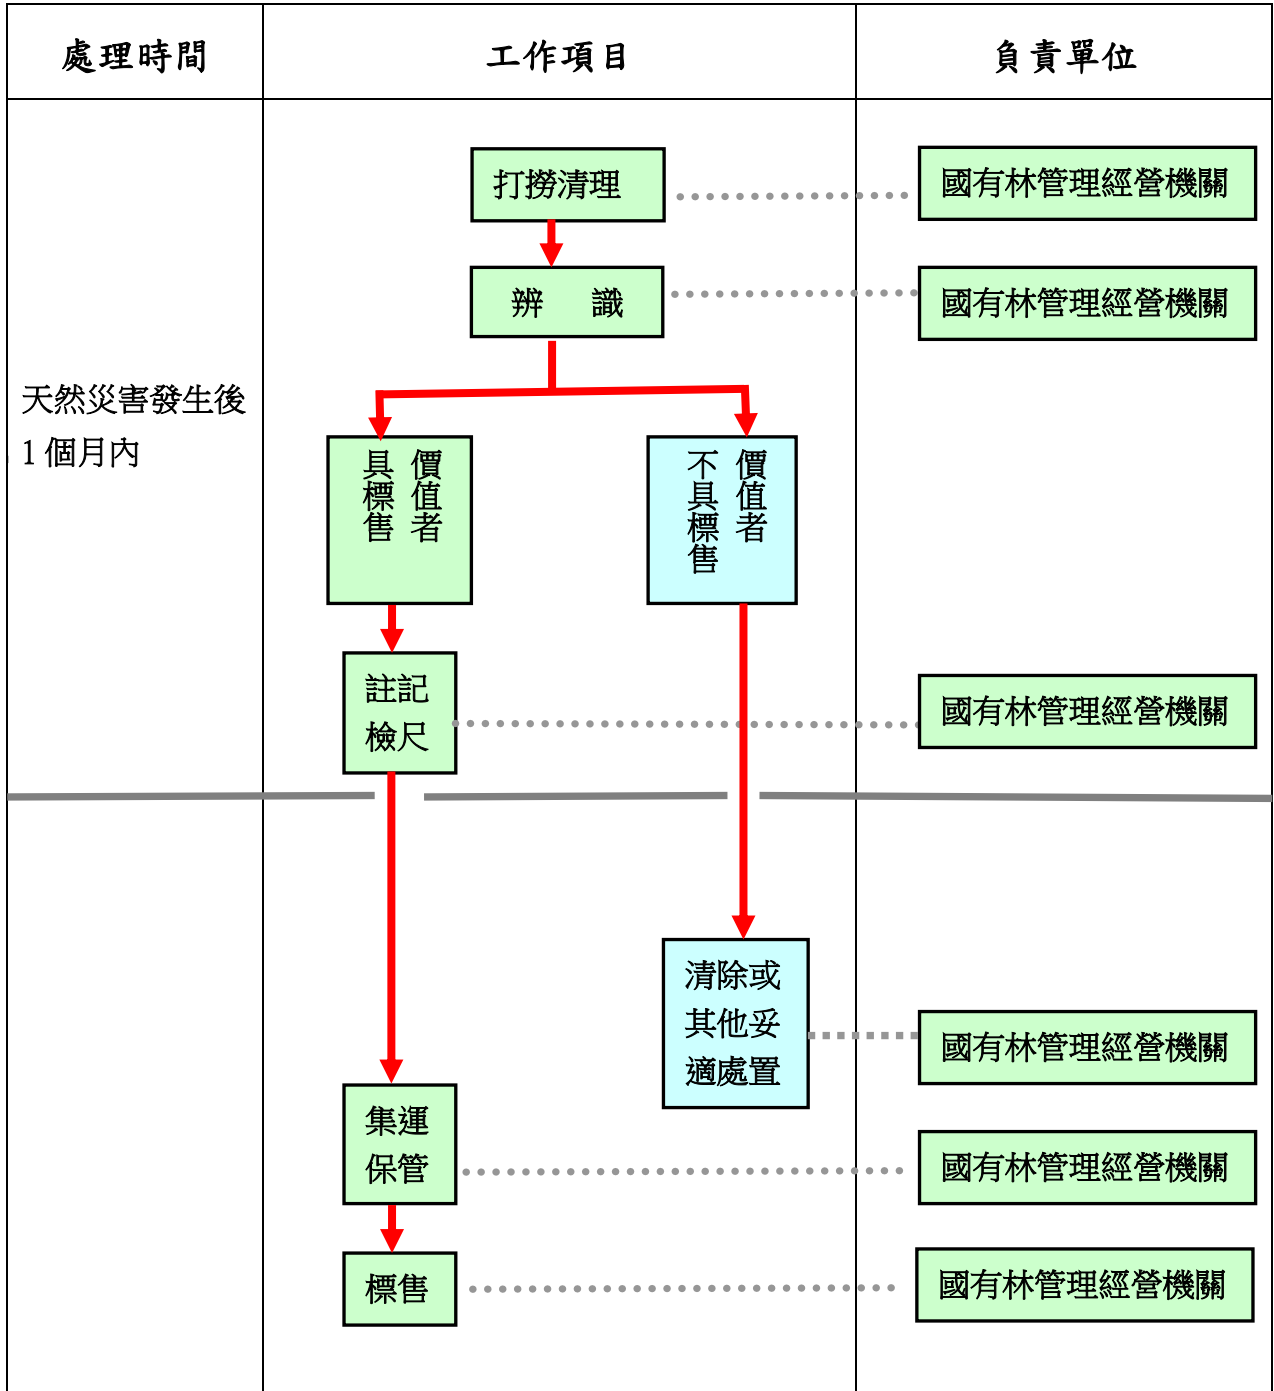 處理時間
工作項目
負責單位
打撈清理
國有林管理經營機關
辨 識
國有林管理經營機關
天然災害發生後
1 個月內
具標售
價值者
不具標售
價值者
註記
檢尺
國有林管理經營機關
清除或
其他妥
適處置
國有林管理經營機關
集運
保管
國有林管理經營機關
標售
國有林管理經營機關